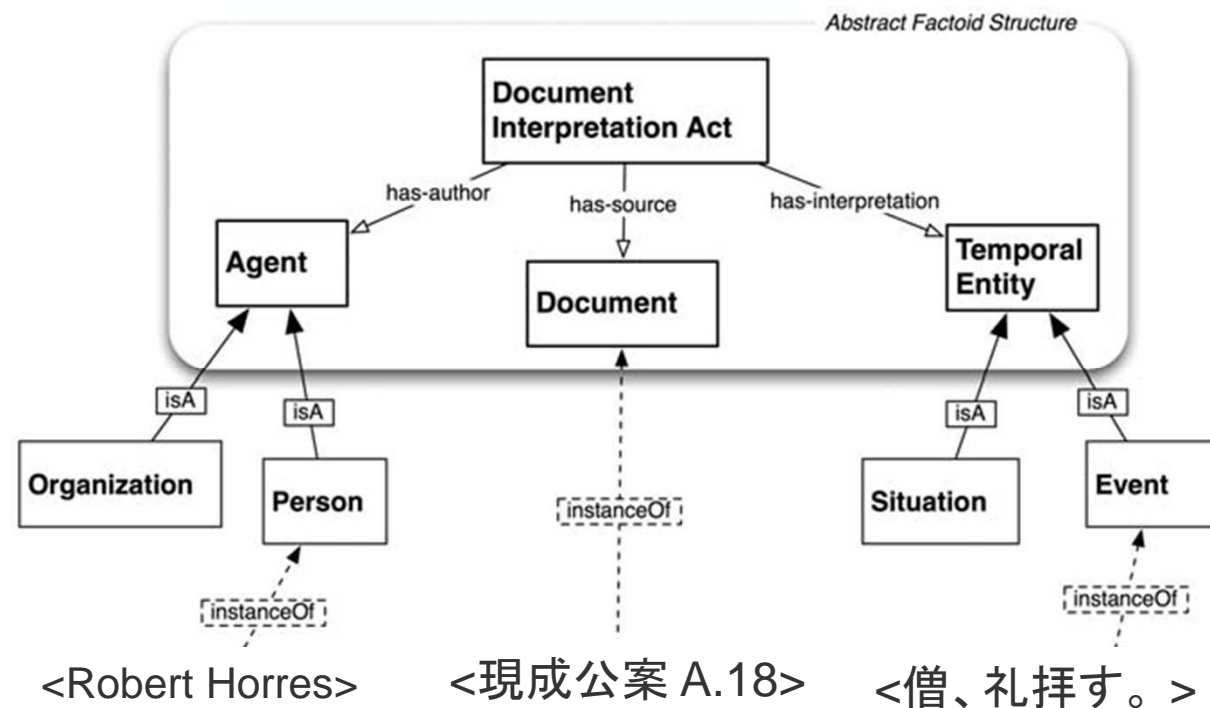 Abstract Factoid Structure
Document
Interpretation Act
has-author
has-source
has-interpretation
Agent
Document
Temporal
Entity
isA
isA
isA
isA
Organization
Person
Situation
Event
instanceOf
instanceOf
instanceOf
<Robert Horres>
<現成公案 A.18>
<僧、礼拝す。>